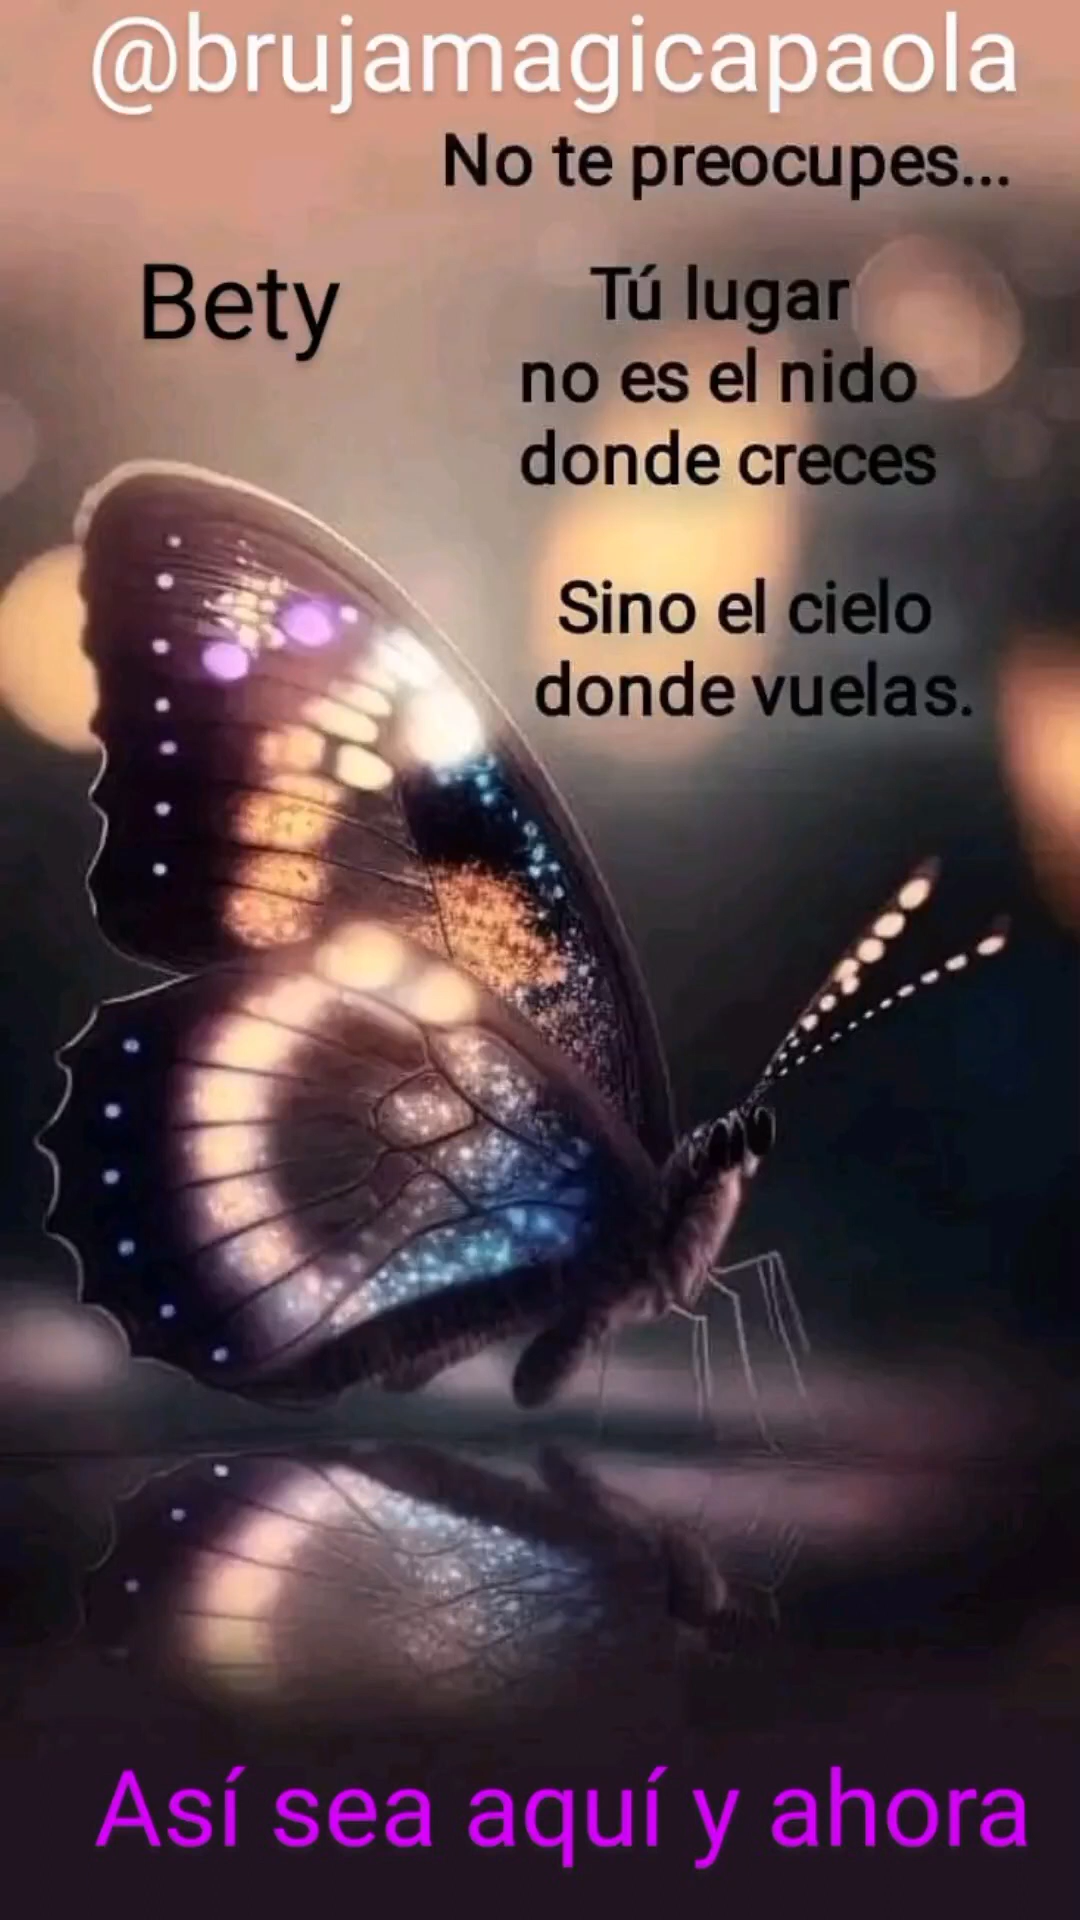 @brujamagicapaola
No te preocupes...
Bety
Tú lugar
no es el nido
donde creces
Sino el cielo
donde vuelas.
Así sea aquí y ahora